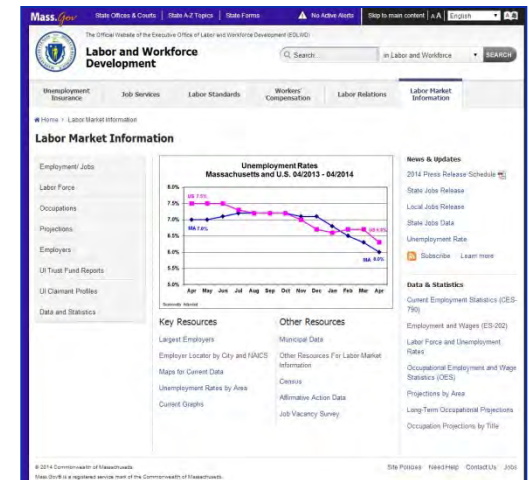 Mass.Gov State Offices & Courts State A-Z Topics State Forms No Active Alerts Skip to main content AA English
The Official Website of the Executive Office of Labor and Workforce Development (EOLWD)
Labor and Workforce
Development
Search in Labor and Workforce SEARCH
Unemployment
Insurance
Job Services
Labor Standards
Workers'
Compensation
Labor Relations
Labor Market
Information
Home > Labor Market Information
Labor Market Information
Employment/ Jobs
Labor Force
Occupations
Projections
Employers
UI Trust Fund Reports
UI Claimant Profiles
Data and Statistics
Unemployment Rates
Massachusetts and U.S. 04/2013 - 04/2014
8.0%
7.5%
7.0%
6.5%
6.0%
5.5%
5.0%
US 7.5%
MA 7.0%
US 6.3%
MA 6.0%
Apr May Jun Jul Aug Sep Oct Nov Dec Jan Feb Mar Apr
Seasonally Adjusted
Key Resources
Largest Employers
Employer Locator by City and NAICS
Maps for Current Data
Unemployment Rates by Area
Current Graphs
Other Resources
Municipal Data
Other Resources For Labor Market
Information
Census
Affirmative Action Data
Job Vacancy Survey
News & Updates
2014 Press Release Schedule
State Jobs Release
Local Jobs Release
State Jobs Data
Unemployment Rate
Subscribe Learn more
Data & Statistics
Current Employment Statistics (CES-
790)
Employment and Wages (ES-202)
Labor Force and Unemployment
Rates
Occupational Employment and Wage
Statistics (OES)
Projections by Area
Long-Term Occupational Projections
Occupation Projections by Title
© 2014 Commonwealth of Massachusetts.
Mass.Gov® is a registered service mark of the Commonwealth of Massachusetts.
Site Policies Need Help Contact Us Jobs